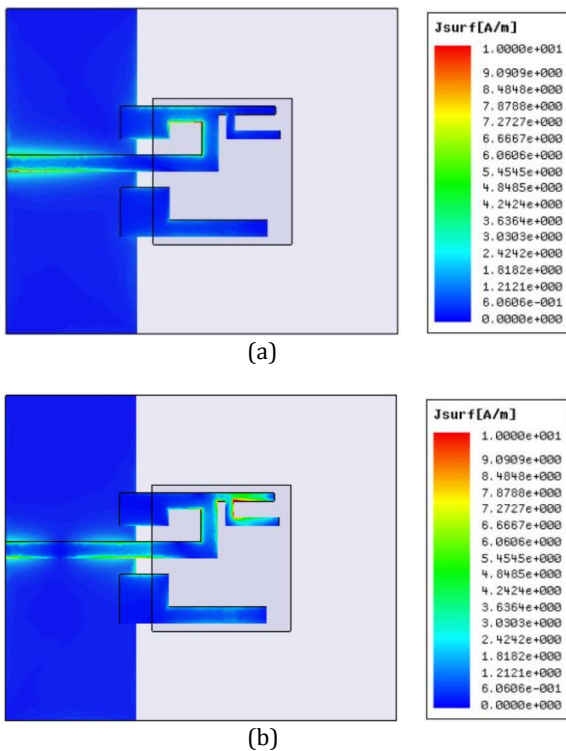 Jsurf[A/m]
1.0000e+001
9.0909e+000
8.4848e+000
7.8788e+000
7.2727e+000
6.6667e+000
6.0606e+000
5.4545e+000
4.8485e+000
4.2424e+000
3.6364e+000
3.0303e+000
2.4242e+000
1.8182e+000
1.2121e+000
6.0606e-001
0.0000e+000
(a)
Jsurf[A/m]
1.0000e+001
9.0909e+000
8.4848e+000
7.8788e+000
7.2727e+000
6.6667e+000
6.0606e+000
5.4545e+000
4.8485e+000
4.2424e+000
3.6364e+000
3.0303e+000
2.4242e+000
1.8182e+000
1.2121e+000
6.0606e-001
0.0000e+000
(b)